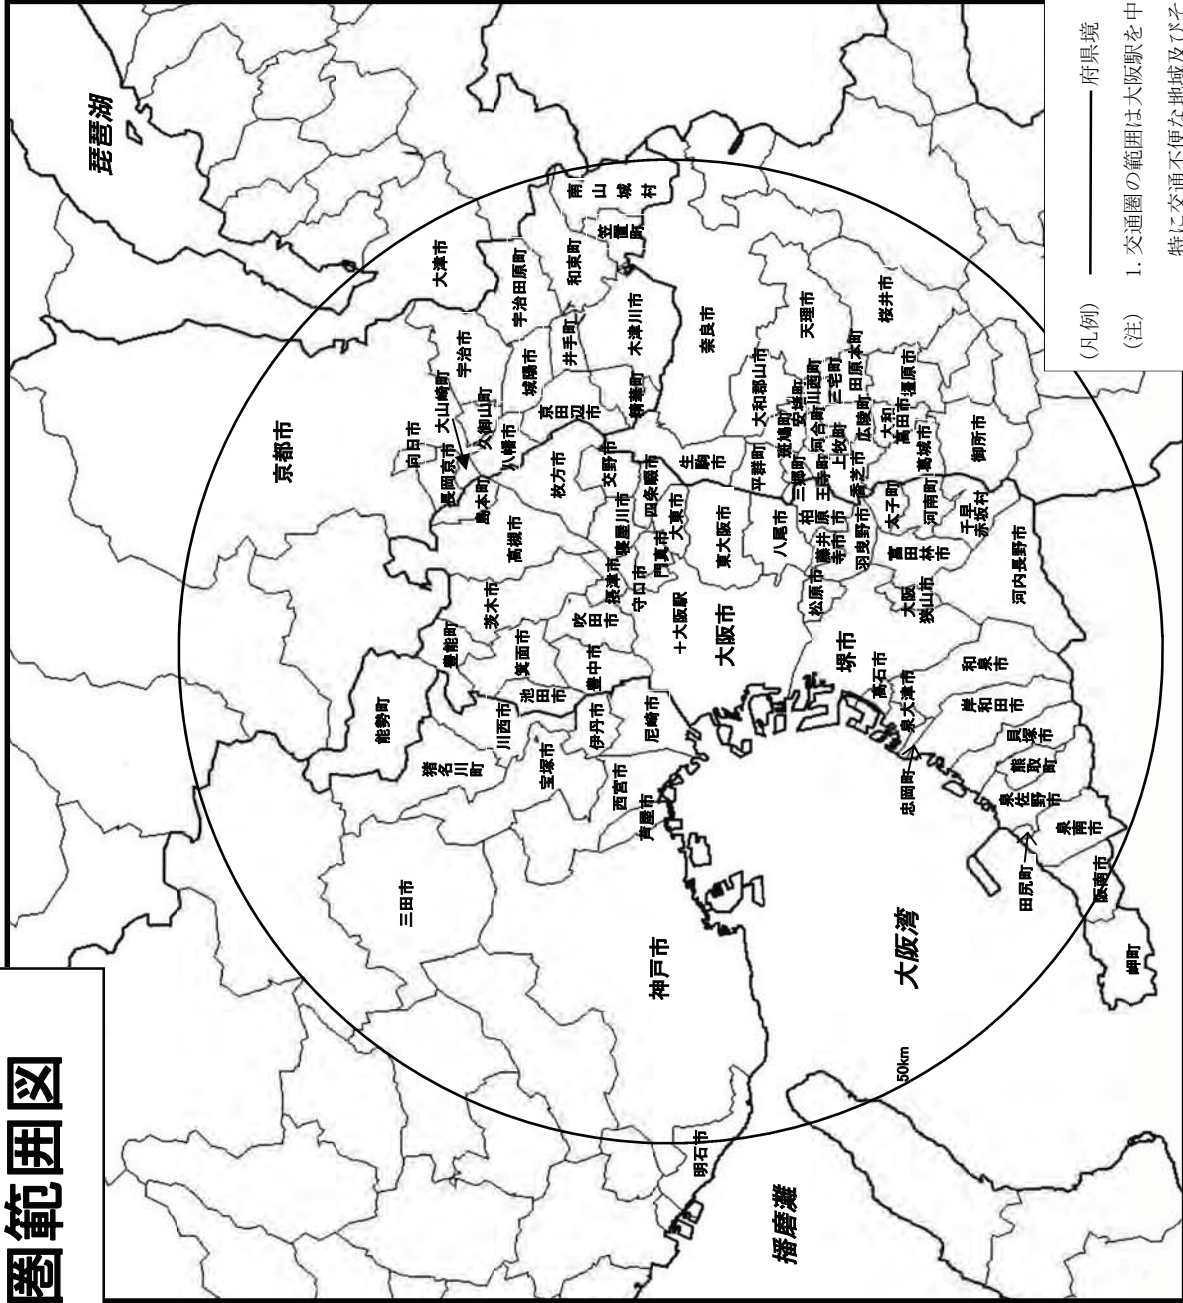 圏範囲図
琵琶湖
京都市
大津市
能勢町
豊能町
猪名川町
三田市
向日市
長岡京市
大山崎町
宇治市
宇治田原町
久御山町
島本町
八幡市
城陽市
和束町
南山城村
笠置町
井手町
京田辺市
木津川市
精華町
高槻市
茨木市
枚方市
交野市
箕面市
池田市
川西市
宝塚市
伊丹市
豊中市
吹田市
摂津市
寝屋川市
四条畷市
守口市
門真市
大東市
生駒市
奈良市
尼崎市
西宮市
芦屋市
神戸市
明石市
+大阪駅
大阪市
東大阪市
八尾市
平群町
大和郡山市
天理市
斑鳩町
安堵町
三郷町
王寺町
河合町
川西町
三宅町
田原本町
上牧町
広陵町
香芝市
大和高田市
橿原市
桜井市
葛城市
御所市
柏原市
藤井寺市
松原市
羽曳野市
太子町
河南町
千早赤坂村
富田林市
大阪狭山市
河内長野市
堺市
高石市
泉大津市
忠岡町
和泉市
岸和田市
貝塚市
熊取町
泉佐野市
田尻町
泉南市
阪南市
岬町
大阪湾
播磨灘
50km
(凡例) 府県境
(注) 1. 交通圏の範囲は大阪駅を中
特に交通不便な地域及びそ